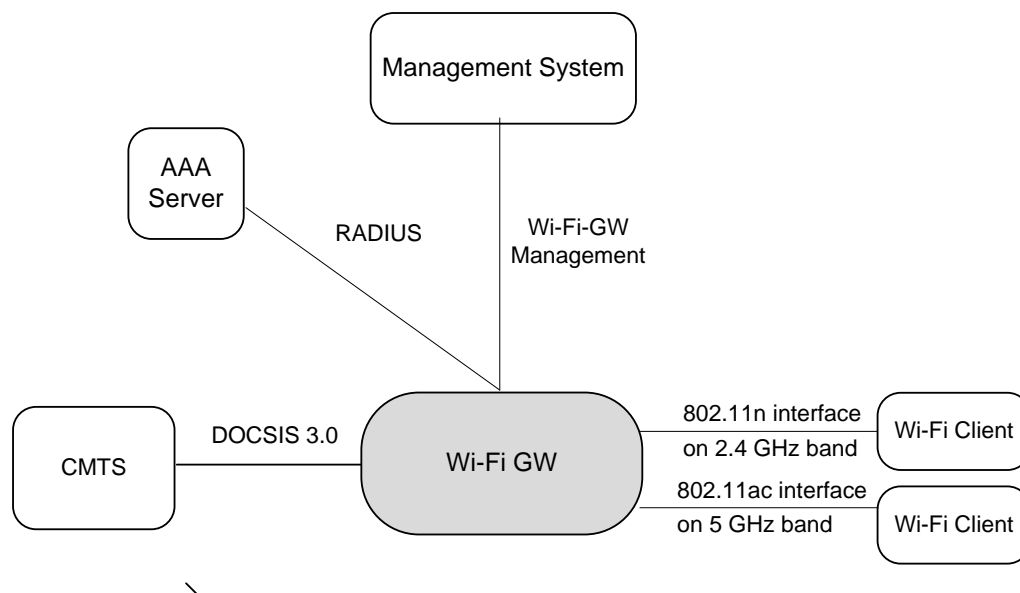 Management System
AAA
Server
RADIUS
Wi-Fi-GW
Management
802.11n interface
on 2.4 GHz band
Wi-Fi Client
DOCSIS 3.0
CMTS
Wi-Fi GW
802.11ac interface
on 5 GHz band
Wi-Fi Client